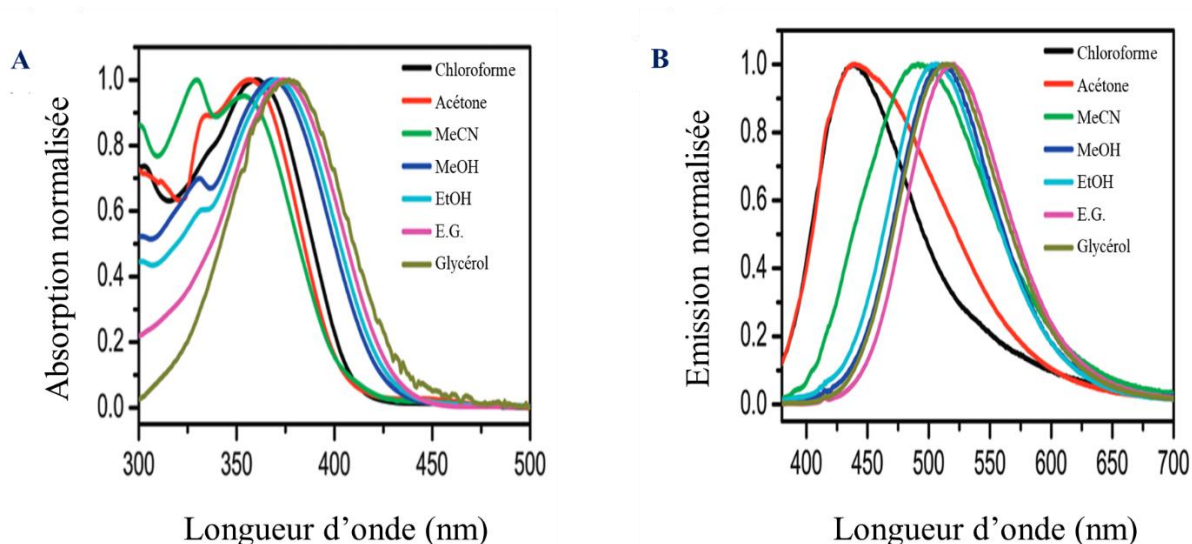 A
Absorption normalisée
1.0
0.8
0.6
0.4
0.2
0.0
Chloroforme
Acétone
MeCN
MeOH
EtOH
E.G.
Glycérol
300
350
400
450
500
Longueur d’onde (nm)
B
Emission normalisée
1.0
0.8
0.6
0.4
0.2
0.0
Chloroforme
Acétone
MeCN
MeOH
EtOH
E.G.
Glycérol
400
450
500
550
600
650
700
Longueur d’onde (nm)